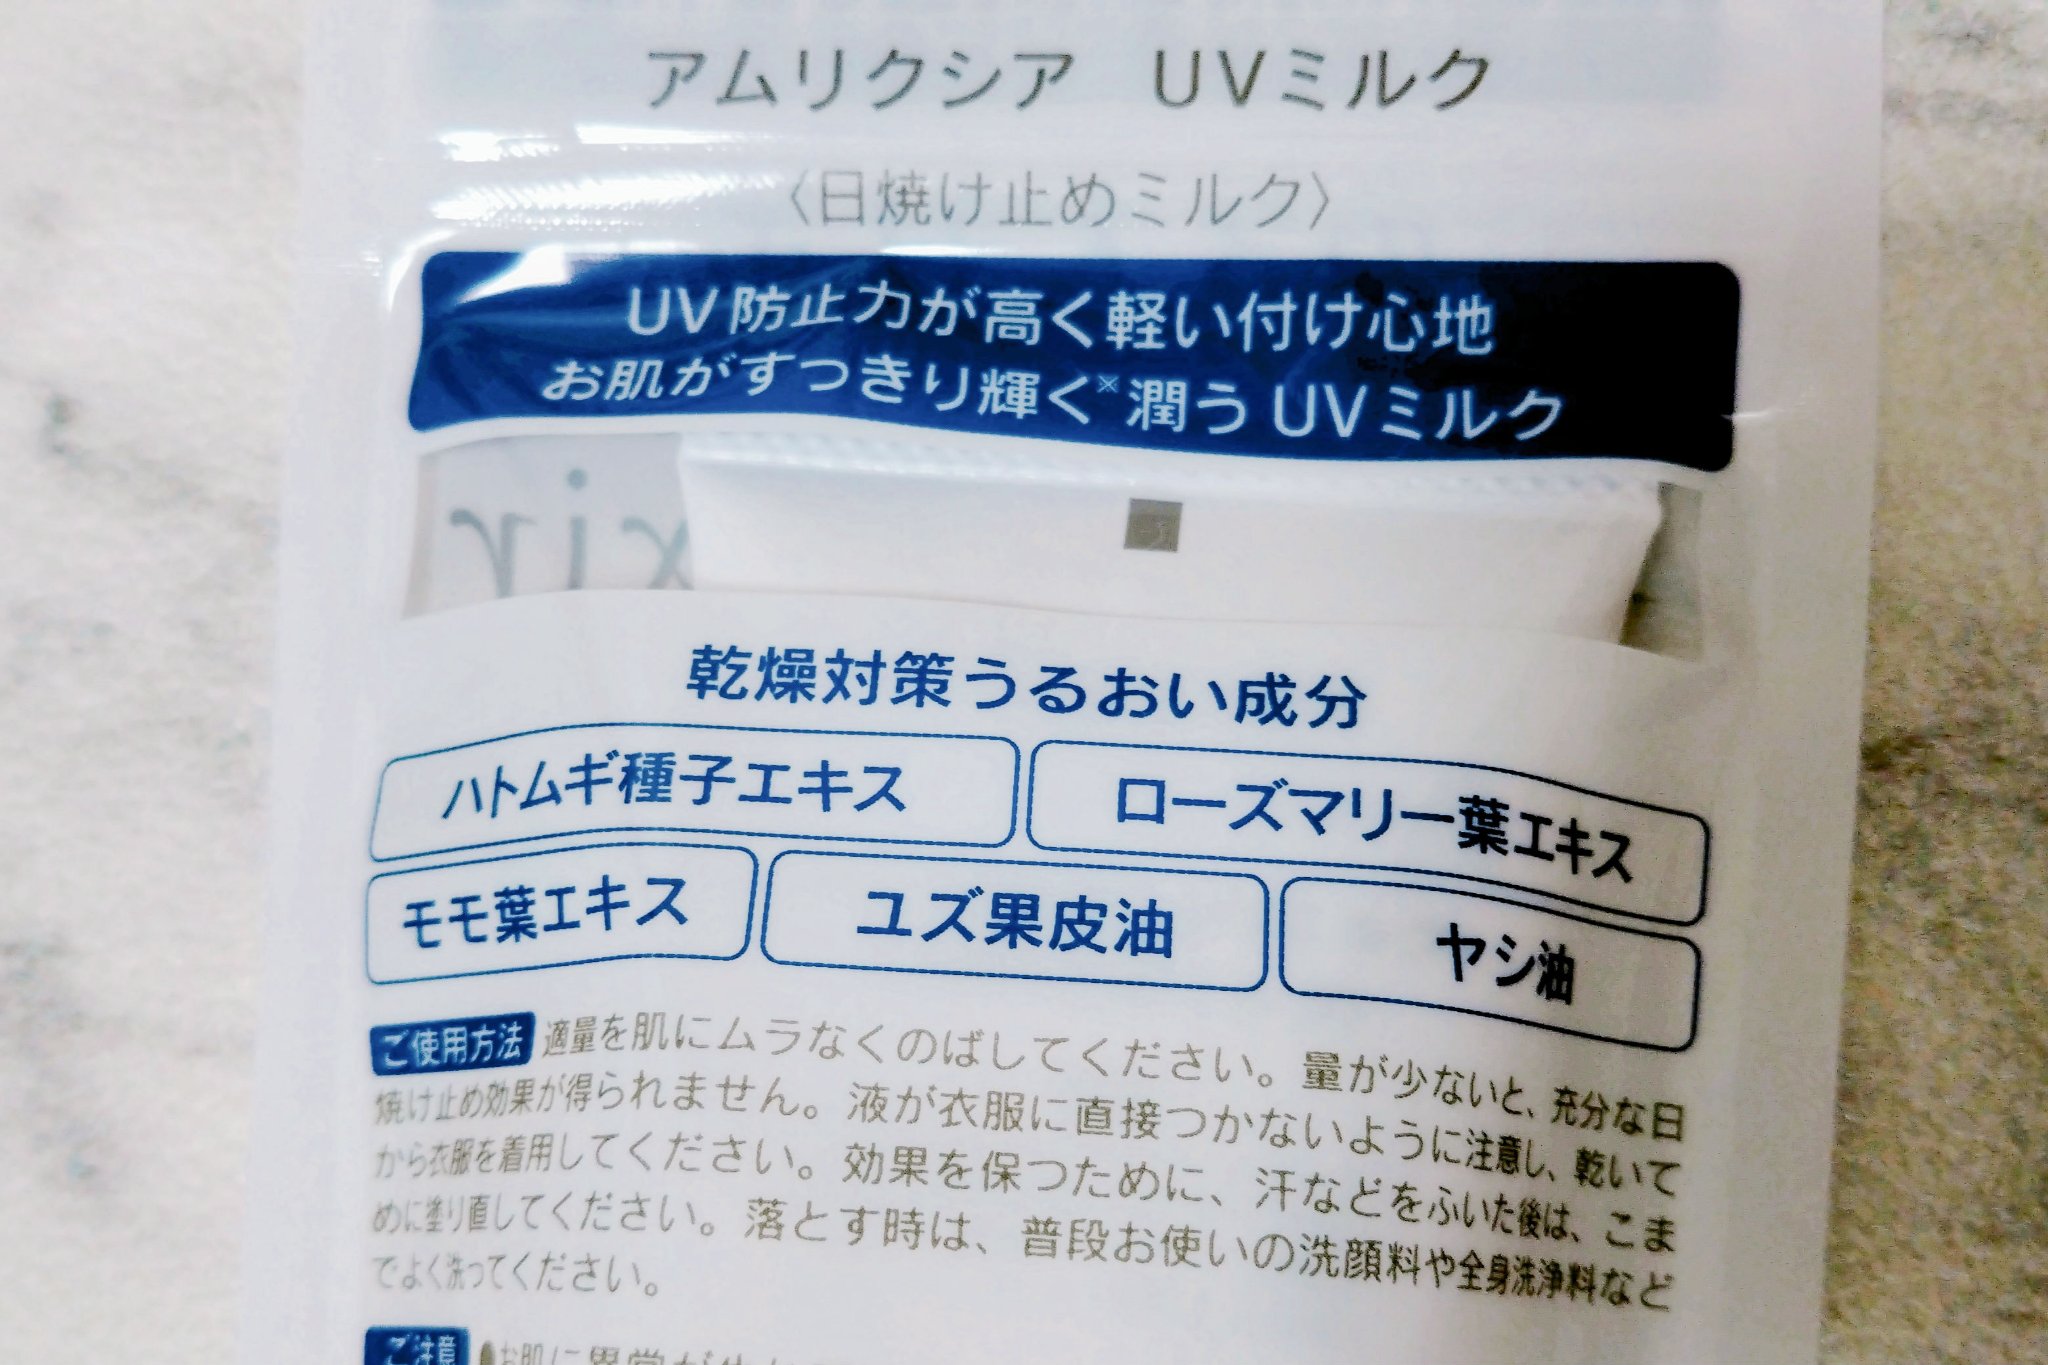 アムリクシア UVミルク
〈日焼け止めミルク〉
UV防止力が高く軽い付け心地
お肌がすっきり輝く※潤うUVミルク
乾燥対策うるおい成分
ハトムギ種子エキス
ローズマリー葉エキス
モモ葉エキス
ユズ果皮油
ヤシ油
ご使用方法 適量を肌にムラなくのばしてください。量が少ないと、充分な日
焼け止め効果が得られません。液が衣服に直接つかないように注意し、乾いて
から衣服を着用してください。効果を保つために、汗などをふいた後は、こま
めに塗り直してください。落とす時は、普段お使いの洗顔料や全身洗浄料など
でよく洗ってください。
ご注意 ●お肌に異常が